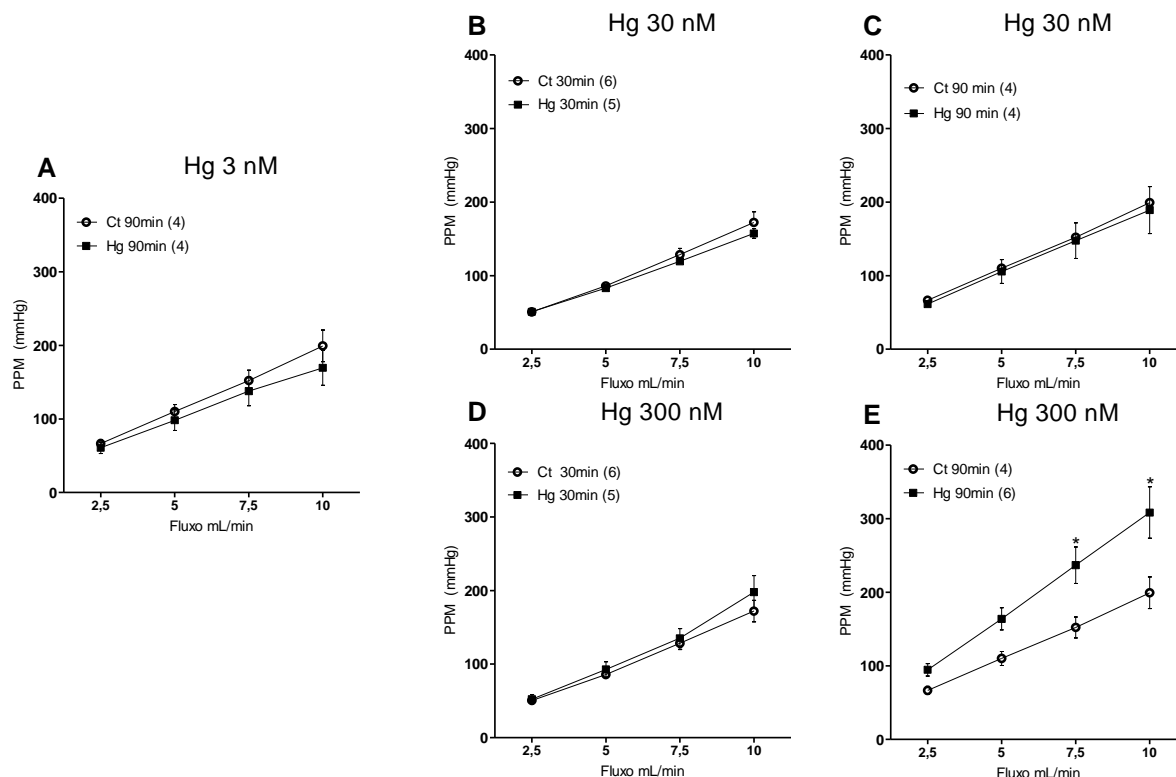 A
Hg 3 nM
400
300
200
100
0
PPM (mmHg)
Ct 90min (4)
Hg 90min (4)
2,5 5 7,5 10
Fluxo mL/min
B
Hg 30 nM
400
300
200
100
0
PPM (mmHg)
Ct 30min (6)
Hg 30min (5)
2,5 5 7,5 10
Fluxo mL/min
C
Hg 30 nM
400
300
200
100
0
PPM (mmHg)
Ct 90 min (4)
Hg 90 min (4)
2,5 5 7,5 10
Fluxo mL/min
D
Hg 300 nM
400
300
200
100
0
PPM (mmHg)
Ct 30min (6)
Hg 30min (5)
2,5 5 7,5 10
Fluxo mL/min
E
Hg 300 nM
400
300
200
100
0
PPM (mmHg)
Ct 90min (4)
Hg 90min (6)
* *
2,5 5 7,5 10
Fluxo mL/min